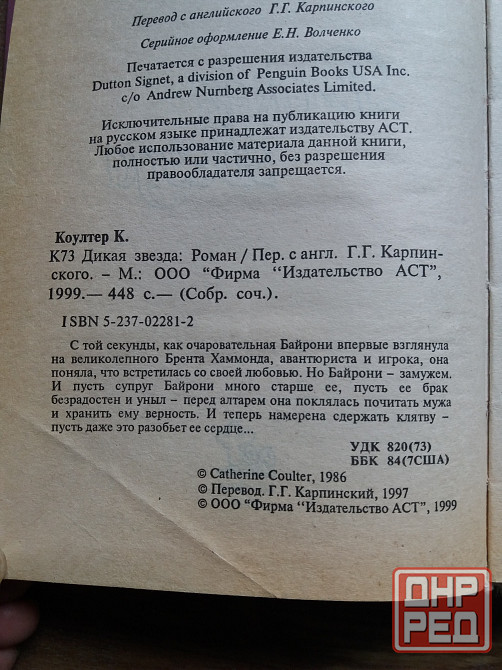 Перевод с английского Г.Г. Карпинского
Серийное оформление Е.Н. Волченко
Печатается с разрешения издательства
Dutton Signet, a division of Penguin Books USA Inc.
c/o Andrew Nurnberg Associates Limited.
Исключительные права на публикацию книги
на русском языке принадлежат издательству АСТ.
Любое использование материала данной книги,
полностью или частично, без разрешения
правообладателя запрещается.
Коултер К.
К73 Дикая звезда: Роман / Пер. с англ. Г.Г. Карпин-
ского. – М.: ООО “Фирма ‘‘Издательство АСТ”,
1999.— 448 с.— (Собр. соч.).
ISBN 5-237-02281-2
С той секунды, как очаровательная Байрони впервые взглянула
на великолепного Брента Хаммонда, авантюриста и игрока, она
поняла, что встретилась со своей любовью. Но Байрони – замужем.
И пусть супруг Байрони много старше ее, пусть ее брак
безрадостен и уныл – перед алтарем она поклялась почитать мужа
и хранить ему верность. И теперь намерена сдержать клятву –
пусть даже это разобьет ее сердце...
УДК 820(73)
ББК 84(7США)
© Catherine Coulter, 1986
© Перевод. Г.Г. Карпинский, 1997
© ООО “Фирма ‘‘Издательство АСТ”, 1999
ДНР
РЕД